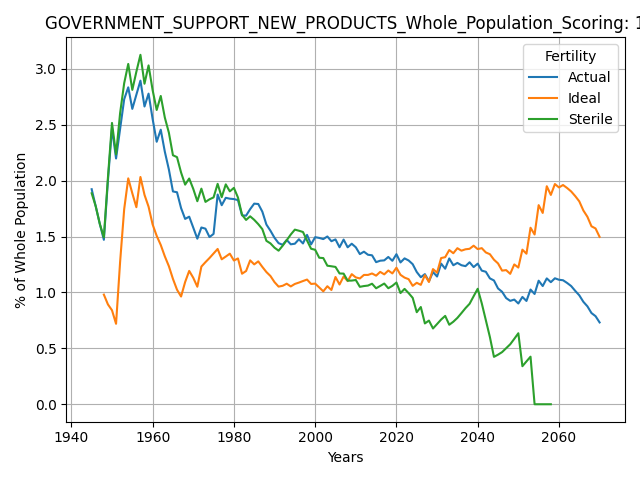 GOVERNMENT_SUPPORT_NEW_PRODUCTS_Whole_Population_Scoring: 1
Fertility
Actual
Ideal
Sterile
% of Whole Population
3.0
2.5
2.0
1.5
1.0
0.5
0.0
1940 1960 1980 2000 2020 2040 2060
Years